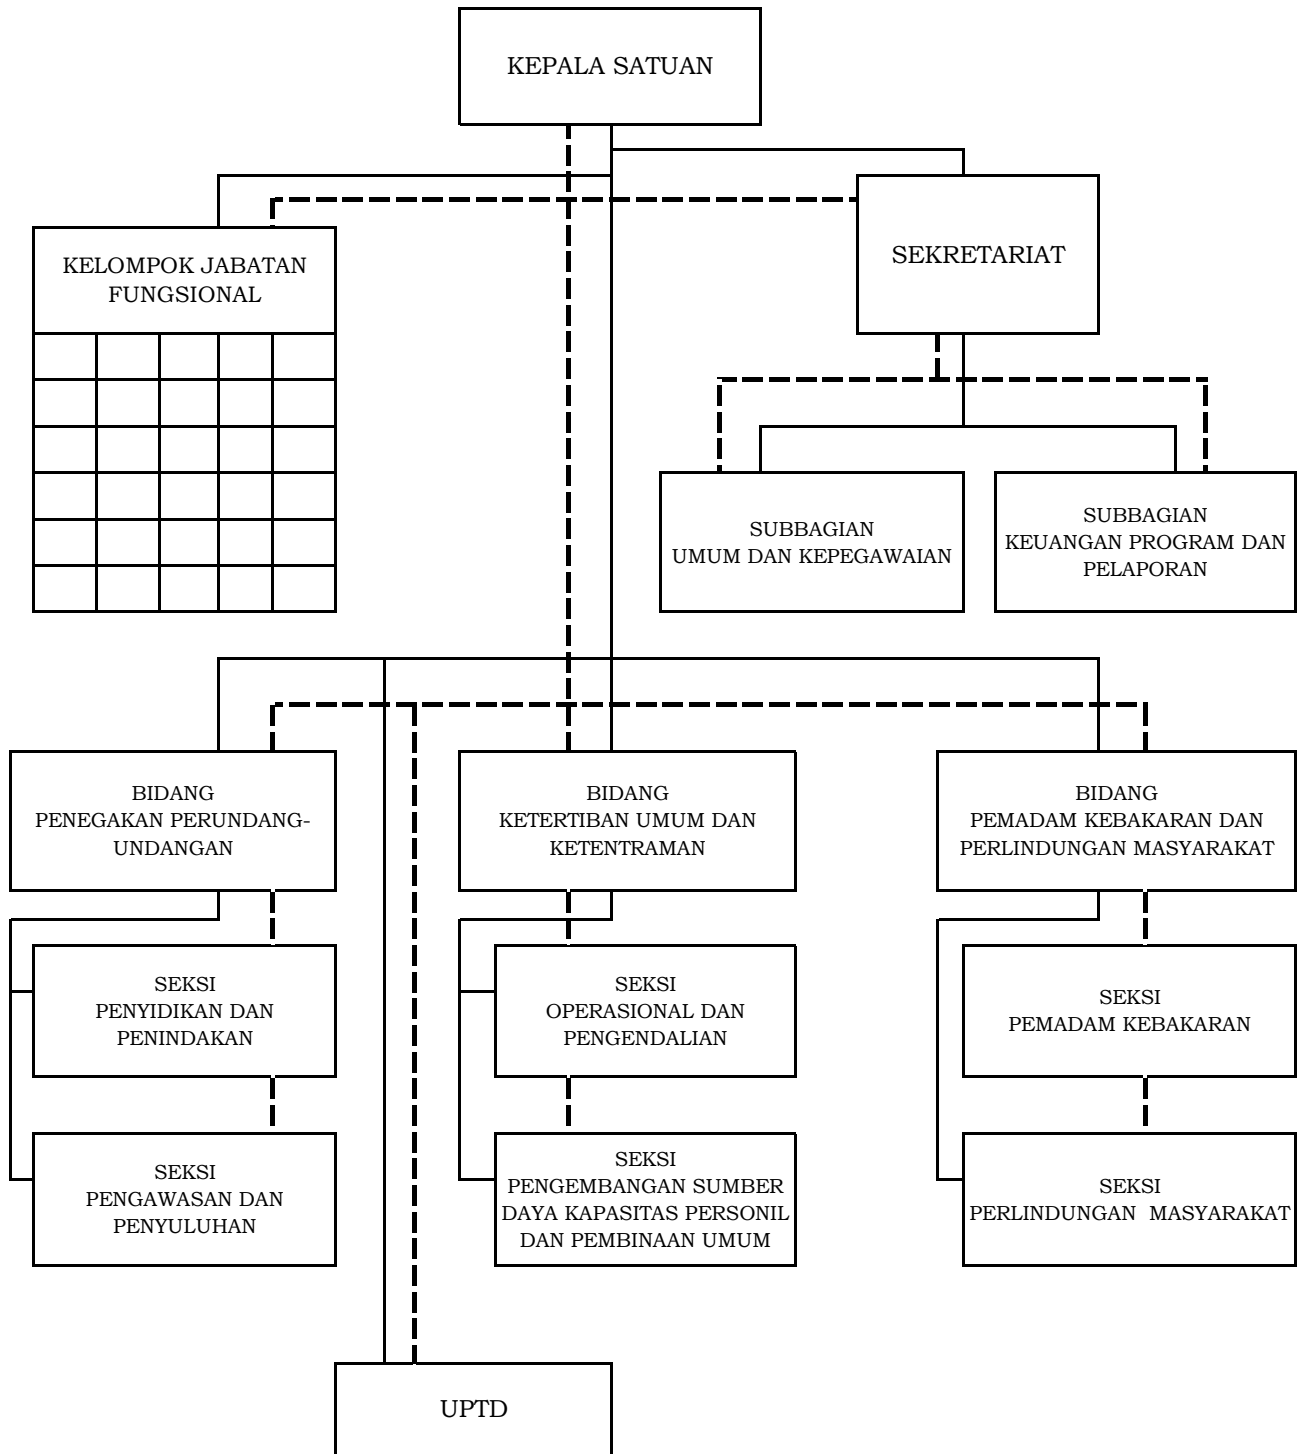 KEPALA SATUAN
KELOMPOK JABATAN
FUNGSIONAL
SEKRETARIAT
SUBBAGIAN
UMUM DAN KEPEGAWAIAN
SUBBAGIAN
KEUANGAN PROGRAM DAN
PELAPORAN
BIDANG
PENEGAKAN PERUNDANG-
UNDANGAN
BIDANG
KETERTIBAN UMUM DAN
KETENTRAMAN
BIDANG
PEMADAM KEBAKARAN DAN
PERLINDUNGAN MASYARAKAT
SEKSI
PENYIDIKAN DAN
PENINDAKAN
SEKSI
OPERASIONAL DAN
PENGENDALIAN
SEKSI
PEMADAM KEBAKARAN
SEKSI
PENGAWASAN DAN
PENYULUHAN
SEKSI
PENGEMBANGAN SUMBER
DAYA KAPASITAS PERSONIL
DAN PEMBINAAN UMUM
SEKSI
PERLINDUNGAN  MASYARAKAT
UPTD